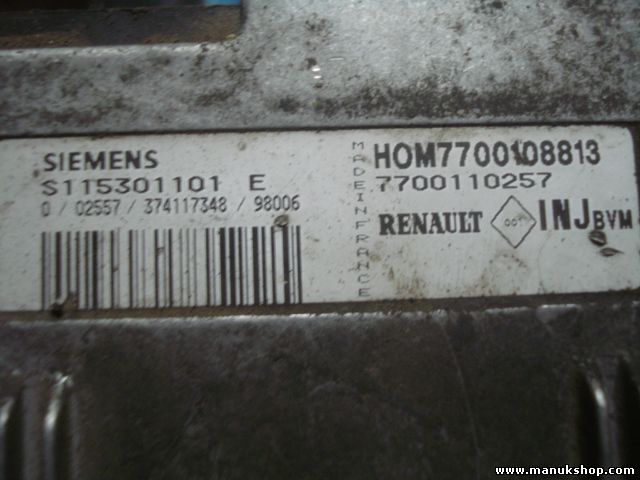 SIEMENS
S115301101 E
0 / 02557 / 374117348 / 98006
MADE IN FRANCE
HOM7700108813
7700110257
RENAULT INJ BVM
www.manukshop.com